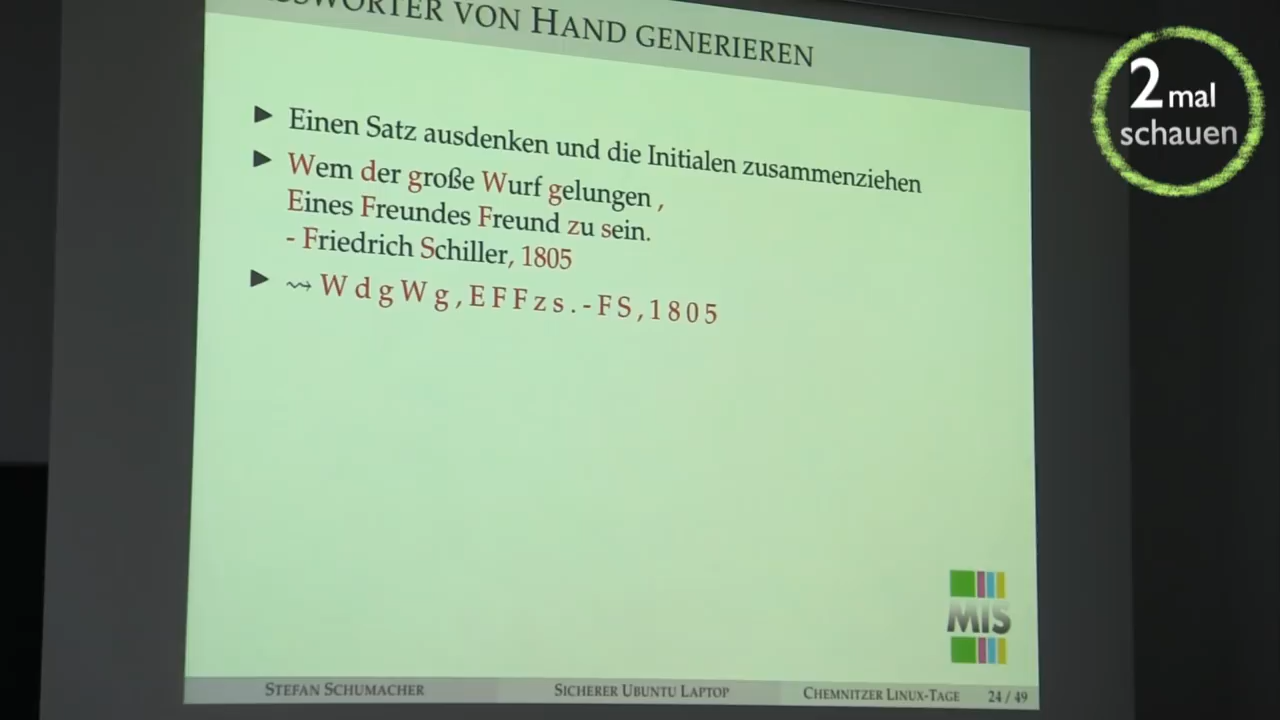 VON HAND GENERIEREN
▶ Einen Satz ausdenken und die Initialen zusammenziehen
▶ Wem der große Wurf gelungen ,
Eines Freundes Freund zu sein.
- Friedrich Schiller, 1805
▶ ⇝ W d g W g , E F F z s . - F S , 1 8 0 5
MIS
STEFAN SCHUMACHER SICHERER UBUNTU LAPTOP CHEMNITZER LINUX-TAGE 24 / 49
2 mal
schauen